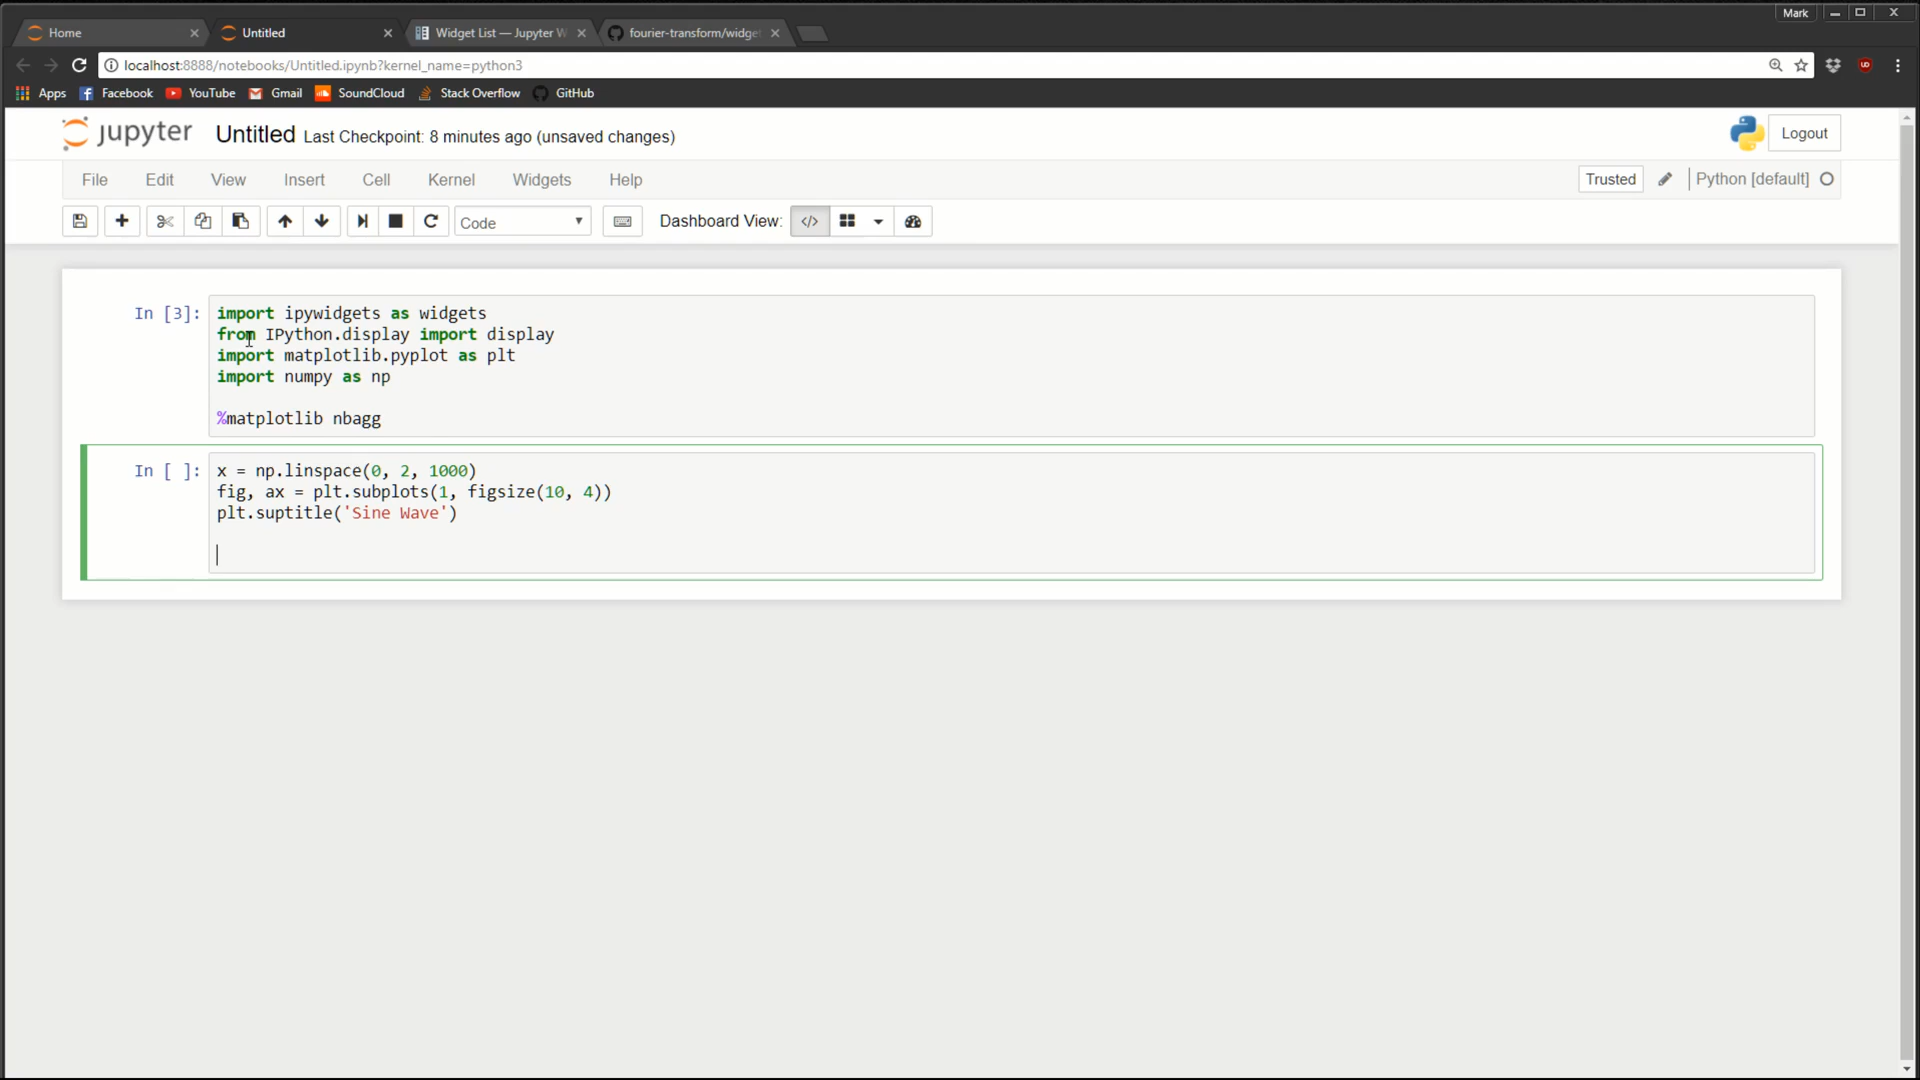 Mark
Home
Untitled
Widget List — Jupyter W
fourier-transform/widge
localhost:8888/notebooks/Untitled.ipynb?kernel_name=python3
Apps Facebook YouTube Gmail SoundCloud Stack Overflow GitHub
jupyter Untitled Last Checkpoint: 8 minutes ago (unsaved changes) Logout
File Edit View Insert Cell Kernel Widgets Help Trusted Python [default]
Code Dashboard View: </>
In [3]: import ipywidgets as widgets
from IPython.display import display
import matplotlib.pyplot as plt
import numpy as np
%matplotlib nbagg
In [ ]: x = np.linspace(0, 2, 1000)
fig, ax = plt.subplots(1, figsize(10, 4))
plt.suptitle('Sine Wave')